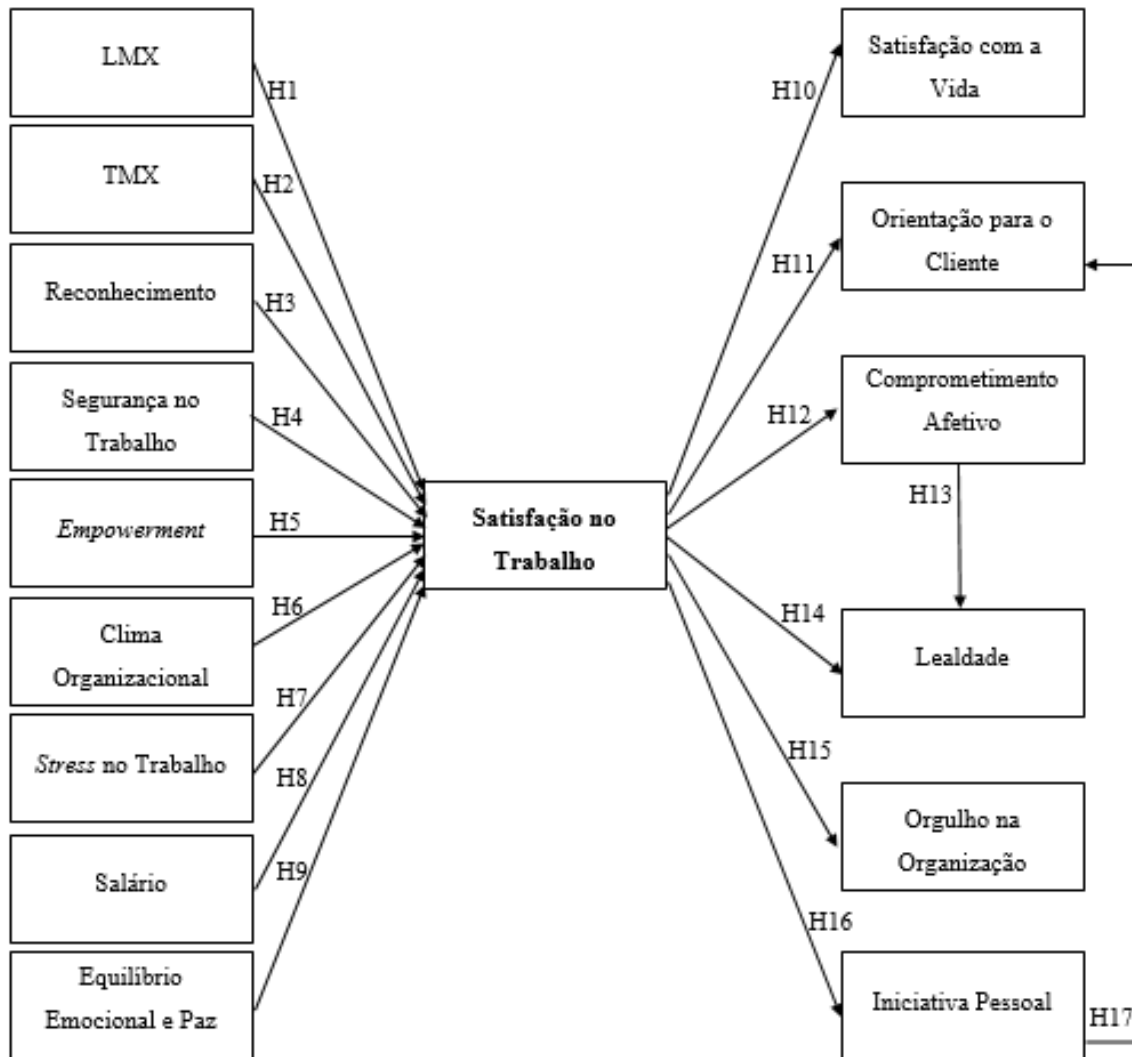 LMX
H1
TMX
H2
Reconhecimento
H3
Segurança no
Trabalho
H4
Empowerment
H5
Clima
Organizacional
H6
Stress no Trabalho
H7
Salário
H8
Equilíbrio
Emocional e Paz
H9
Satisfação no
Trabalho
H10
Satisfação com a
Vida
H11
Orientação para o
Cliente
H12
Comprometimento
Afetivo
H13
H14
Lealdade
H15
Orgulho na
Organização
H16
Iniciativa Pessoal
H17